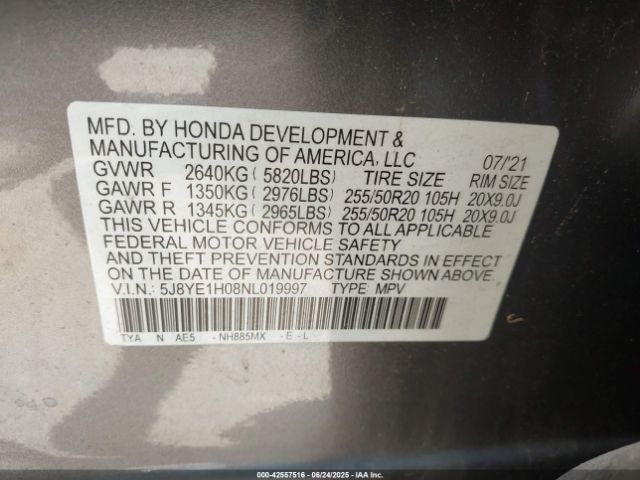 MFD. BY HONDA DEVELOPMENT &
MANUFACTURING OF AMERICA, LLC 07/'21
GVWR 2640KG ( 5820LBS) TIRE SIZE RIM SIZE
GAWR F 1350KG ( 2976LBS) 255/50R20 105H 20X9.0J
GAWR R 1345KG ( 2965LBS) 255/50R20 105H 20X9.0J
THIS VEHICLE CONFORMS TO ALL APPLICABLE
FEDERAL MOTOR VEHICLE SAFETY
AND THEFT PREVENTION STANDARDS IN EFFECT
ON THE DATE OF MANUFACTURE SHOWN ABOVE.
V.I.N.: 5J8YE1H08NL019997 TYPE: MPV
TYA N AE5 - NH885MX - E - L
000-42557516 - 06/24/2025 - IAA Inc.